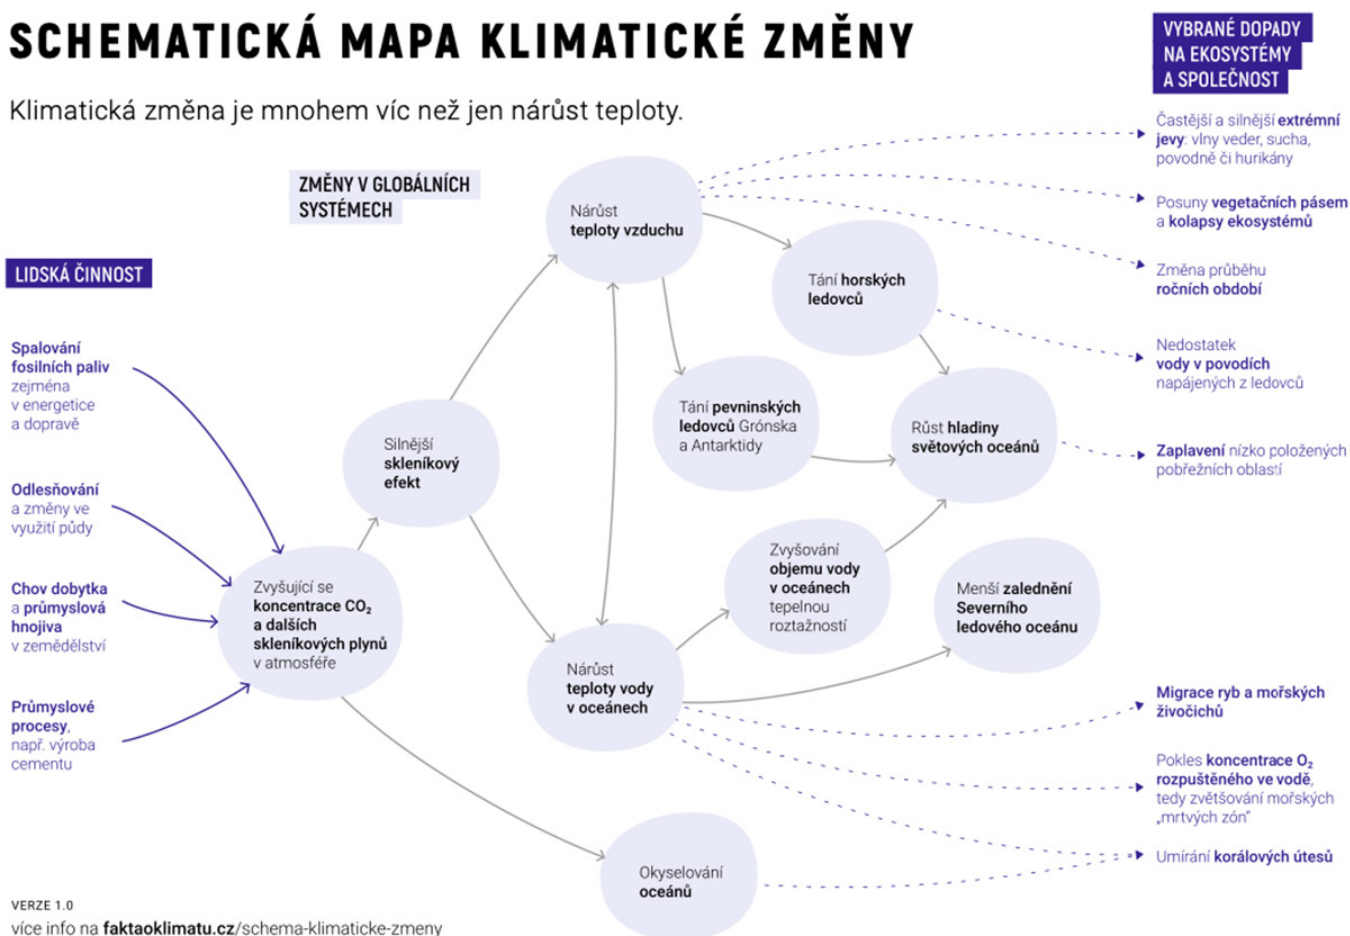 SCHEMATICKÁ MAPA KLIMATICKÉ ZMĚNY
Klimatická změna je mnohem víc než jen nárůst teploty.
LIDSKÁ ČINNOST
Spalování
fosilních paliv
zejména
v energetice
a dopravě
Odlesňování
a změny ve
využití půdy
Chov dobytka
a průmyslová
hnojiva
v zemědělství
Průmyslové
procesy,
např. výroba
cementu
ZMĚNY V GLOBÁLNÍCH
SYSTÉMECH
Zvyšující se
koncentrace CO₂
a dalších
skleníkových plynů
v atmosféře
Silnější
skleníkový
efekt
Nárůst
teploty vzduchu
Tání horských
ledovců
Tání pevninských
ledovců Grónska
a Antarktidy
Růst hladiny
světových oceánů
Zvyšování
objemu vody
v oceánech
tepelnou
roztažností
Menší zalednění
Severního
ledového oceánu
Nárůst
teploty vody
v oceánech
Okyselování
oceánů
VYBRANÉ DOPADY
NA EKOSYSTÉMY
A SPOLEČNOST
Častější a silnější extrémní
jevy: vlny veder, sucha,
povodně či hurikány
Posuny vegetačních pásem
a kolapsy ekosystémů
Změna průběhu
ročních období
Nedostatek
vody v povodích
napájených z ledovců
Zaplavení nízko položených
pobřežních oblastí
Migrace ryb a mořských
živočichů
Pokles koncentrace O₂
rozpuštěného ve vodě,
tedy zvětšování mořských
„mrtvých zón“
Umírání korálových útesů
VERZE 1.0
více info na faktaoklimatu.cz/schema-klimaticke-zmeny